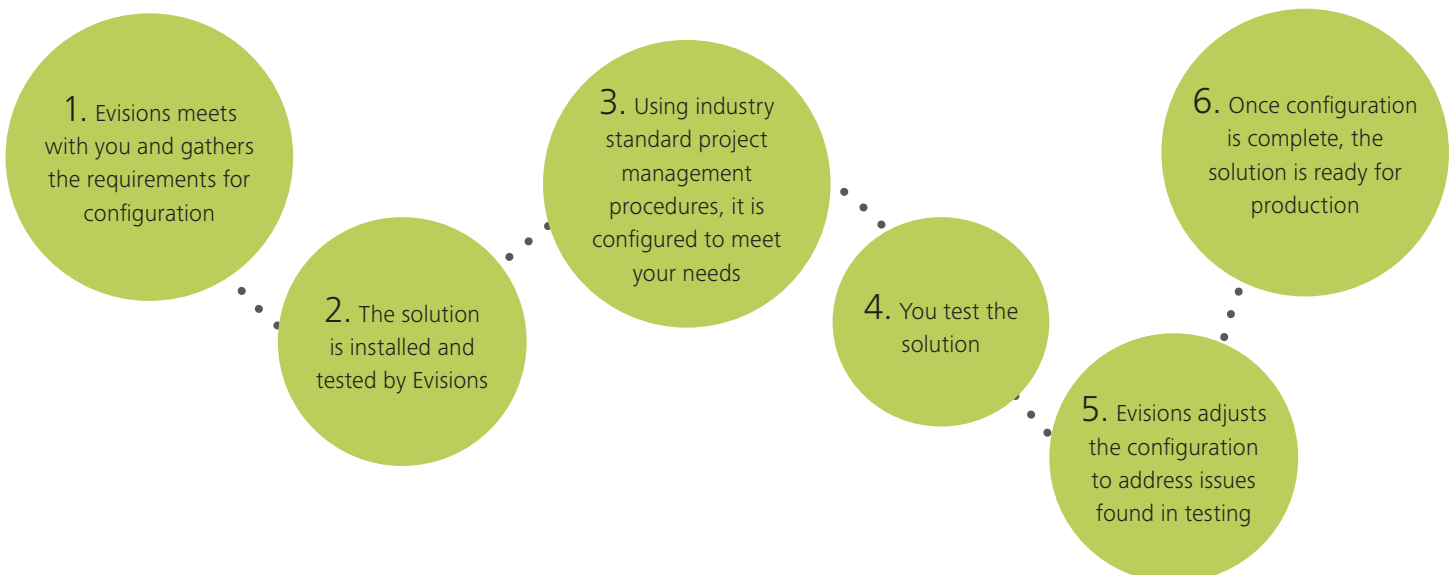 1. Evisions meets
with you and gathers
the requirements for
configuration
2. The solution
is installed and
tested by Evisions
3. Using industry
standard project
management
procedures, it is
configured to meet
your needs
4. You test the
solution
5. Evisions adjusts
the configuration
to address issues
found in testing
6. Once configuration
is complete, the
solution is ready for
production